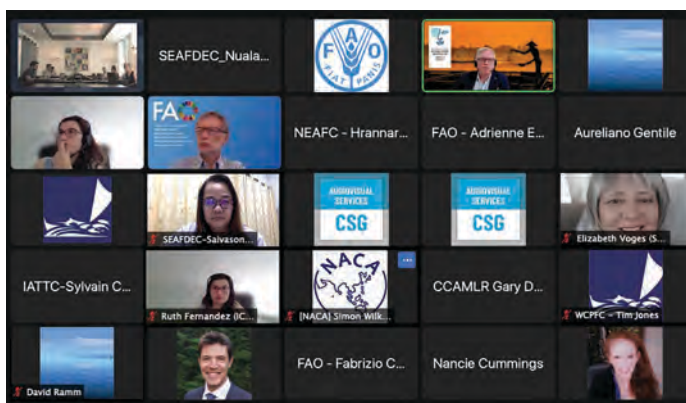 SEAFDEC_Nuala...
F A O
FIAT PANIS
FAO
NEAFC - Hrannar...
FAO - Adrienne E...
Aureliano Gentile
SEAFDEC-Salvason...
AUDIOVISUAL
SERVICES
CSG
AUDIOVISUAL
SERVICES
CSG
Elizabeth Voges (S...
IATTC-Sylvain C...
Ruth Fernandez (IC...
NACA
[NACA] Simon Wilk...
CCAMLR Gary D...
WCPFC - Tim Jones
David Ramm
FAO - Fabrizio C...
Nancie Cummings